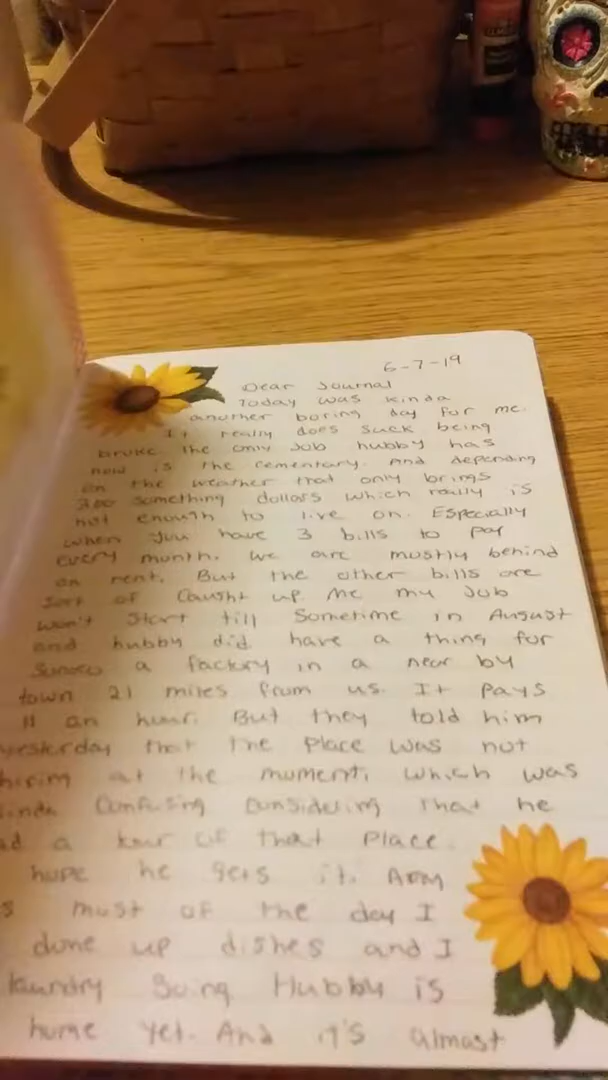 6-7-19
Dear Journal
Today was kinda
another boring day for me.
It really does suck being
broke. The only Job hubby has
now is the cementary. And depending
on the weather that only brings
300 something dollars which really is
not enough to live on. Especially
when you have 3 bills to pay
every month. We are mostly behind
on rent. But the other bills are
sort of caught up. Me my Job
won't start till Sometime in August
and hubby did have a thing for
Sunoco a factory in a near by
town 21 miles from us. It pays
11 an hour. But they told him
yesterday that the place was not
hiring at the moment. which was
kinda Confusing Considering That he
had a tour of that Place.
hope he gets it.
most of the day I
done up dishes and I
laundry Going Hubby is
home yet. And it's almost